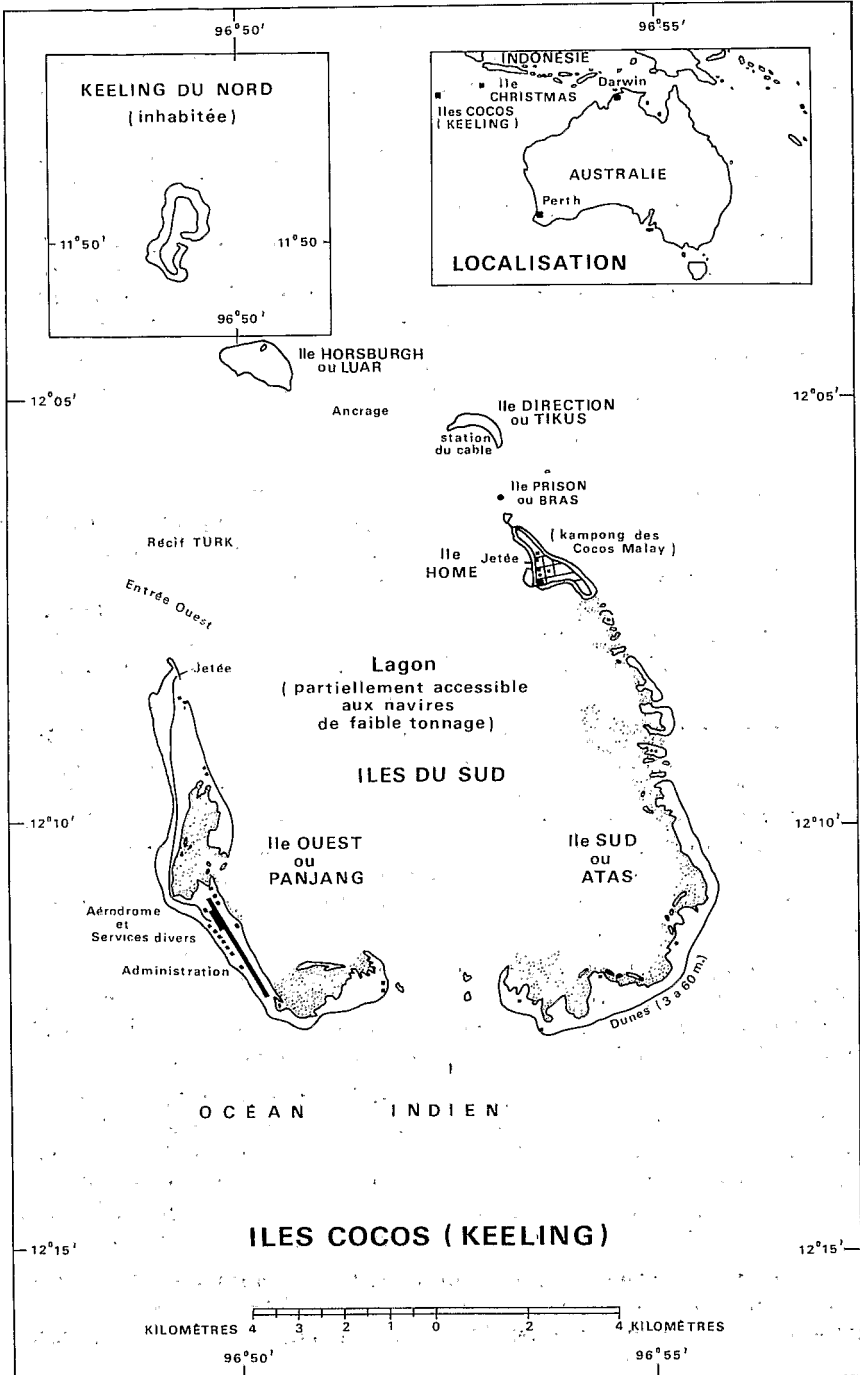 96°50'
96°55'
KEELING DU NORD
(inhabitée)
11°50'
11°50
96°50'
INDONÉSIE
Ile
CHRISTMAS
Darwin
Iles COCOS
(KEELING)
AUSTRALIE
Perth
LOCALISATION
Ile HORSBURGH
ou LUAR
12°05'
12°05'
Ancrage
Ile DIRECTION
ou TIKUS
station
du cable
Ile PRISON
ou BRAS
Récif TURK
(kampong des
Cocos Malay)
Ile
HOME
Jetée
Entrée Ouest
Jetée
Lagon
(partiellement accessible
aux navires
de faible tonnage)
ILES DU SUD
12°10'
12°10'
Ile OUEST
ou
PANJANG
Ile SUD
ou
ATAS
Aérodrome
et
Services divers
Administration
Dunes (3 a 60 m.)
OCÉAN INDIEN
ILES COCOS (KEELING)
12°15'
12°15'
KILOMÈTRES 4 3 2 1 0 2 4 KILOMÈTRES
96°50'
96°55'